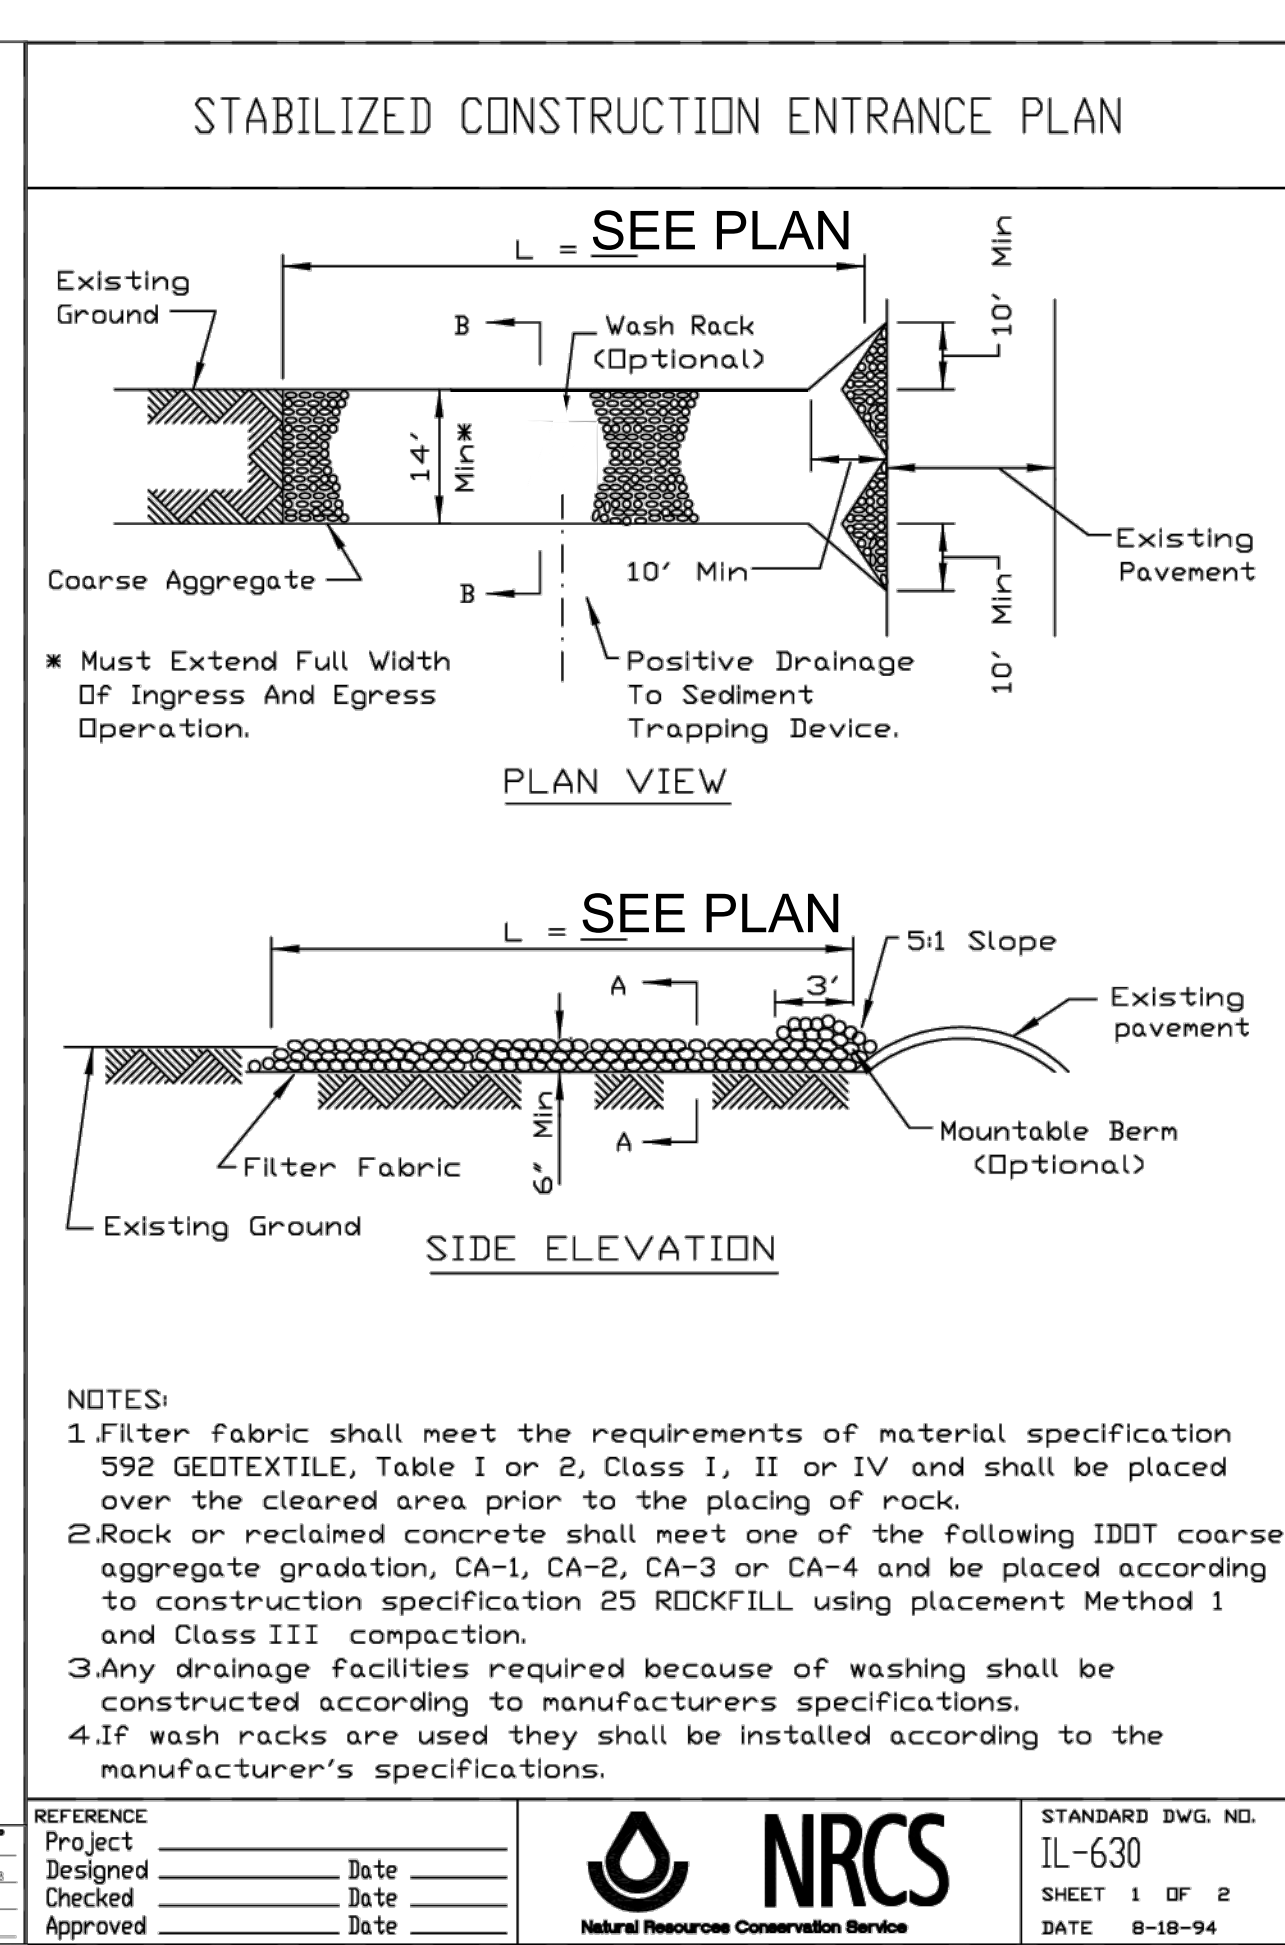 STABILIZED CONSTRUCTION ENTRANCE PLAN
L = SEE PLAN
10' Min
Existing
Ground
B
Wash Rack
(Optional)
14'
Min*
Coarse Aggregate
B
10' Min
10' Min
Existing
Pavement
* Must Extend Full Width
Of Ingress And Egress
Operation.
Positive Drainage
To Sediment
Trapping Device.
PLAN VIEW
L = SEE PLAN
5:1 Slope
A
3'
Existing
pavement
6" Min
A
Mountable Berm
(Optional)
Filter Fabric
Existing Ground
SIDE ELEVATION
NOTES:
1.Filter fabric shall meet the requirements of material specification
592 GEOTEXTILE, Table I or 2, Class I, II or IV and shall be placed
over the cleared area prior to the placing of rock.
2.Rock or reclaimed concrete shall meet one of the following IDOT coarse
aggregate gradation, CA-1, CA-2, CA-3 or CA-4 and be placed according
to construction specification 25 ROCKFILL using placement Method 1
and Class III compaction.
3.Any drainage facilities required because of washing shall be
constructed according to manufacturers specifications.
4.If wash racks are used they shall be installed according to the
manufacturer's specifications.
REFERENCE
Project
Designed Date
Checked Date
Approved Date
NRCS
Natural Resources Conservation Service
STANDARD DWG. NO.
IL-630
SHEET 1 OF 2
DATE 8-18-94